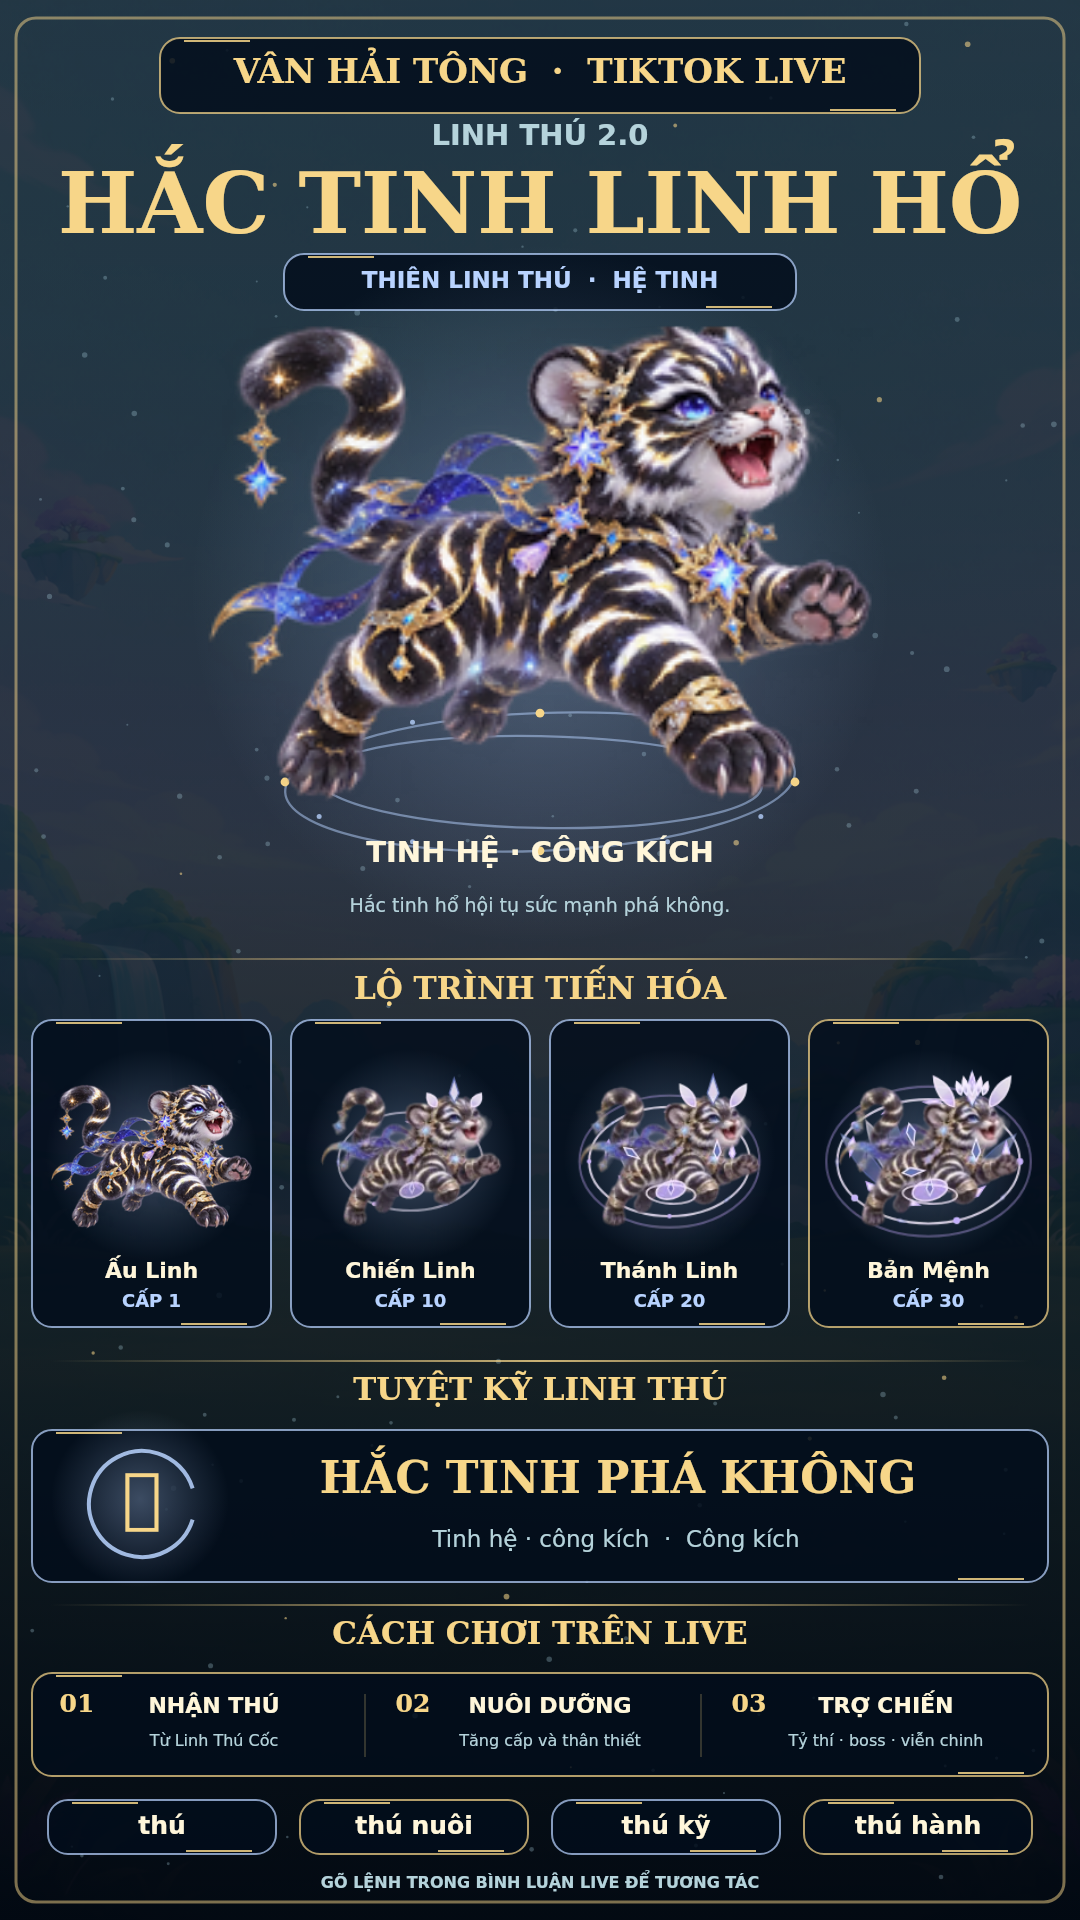 VÂN HẢI TÔNG · TIKTOK LIVE
LINH THÚ 2.0
HẮC TINH LINH HỔ
THIÊN LINH THÚ · HỆ TINH
TINH HỆ · CÔNG KÍCH
Hắc tinh hổ hội tụ sức mạnh phá không.
LỘ TRÌNH TIẾN HÓA
Ấu Linh
CẤP 1
Chiến Linh
CẤP 10
Thánh Linh
CẤP 20
Bản Mệnh
CẤP 30
TUYỆT KỸ LINH THÚ
HẮC TINH PHÁ KHÔNG
Tinh hệ · công kích · Công kích
CÁCH CHƠI TRÊN LIVE
01 NHẬN THÚ
Từ Linh Thú Cốc
02 NUÔI DƯỠNG
Tăng cấp và thân thiết
03 TRỢ CHIẾN
Tỷ thí · boss · viễn chinh
thú
thú nuôi
thú kỹ
thú hành
GÕ LỆNH TRONG BÌNH LUẬN LIVE ĐỂ TƯƠNG TÁC